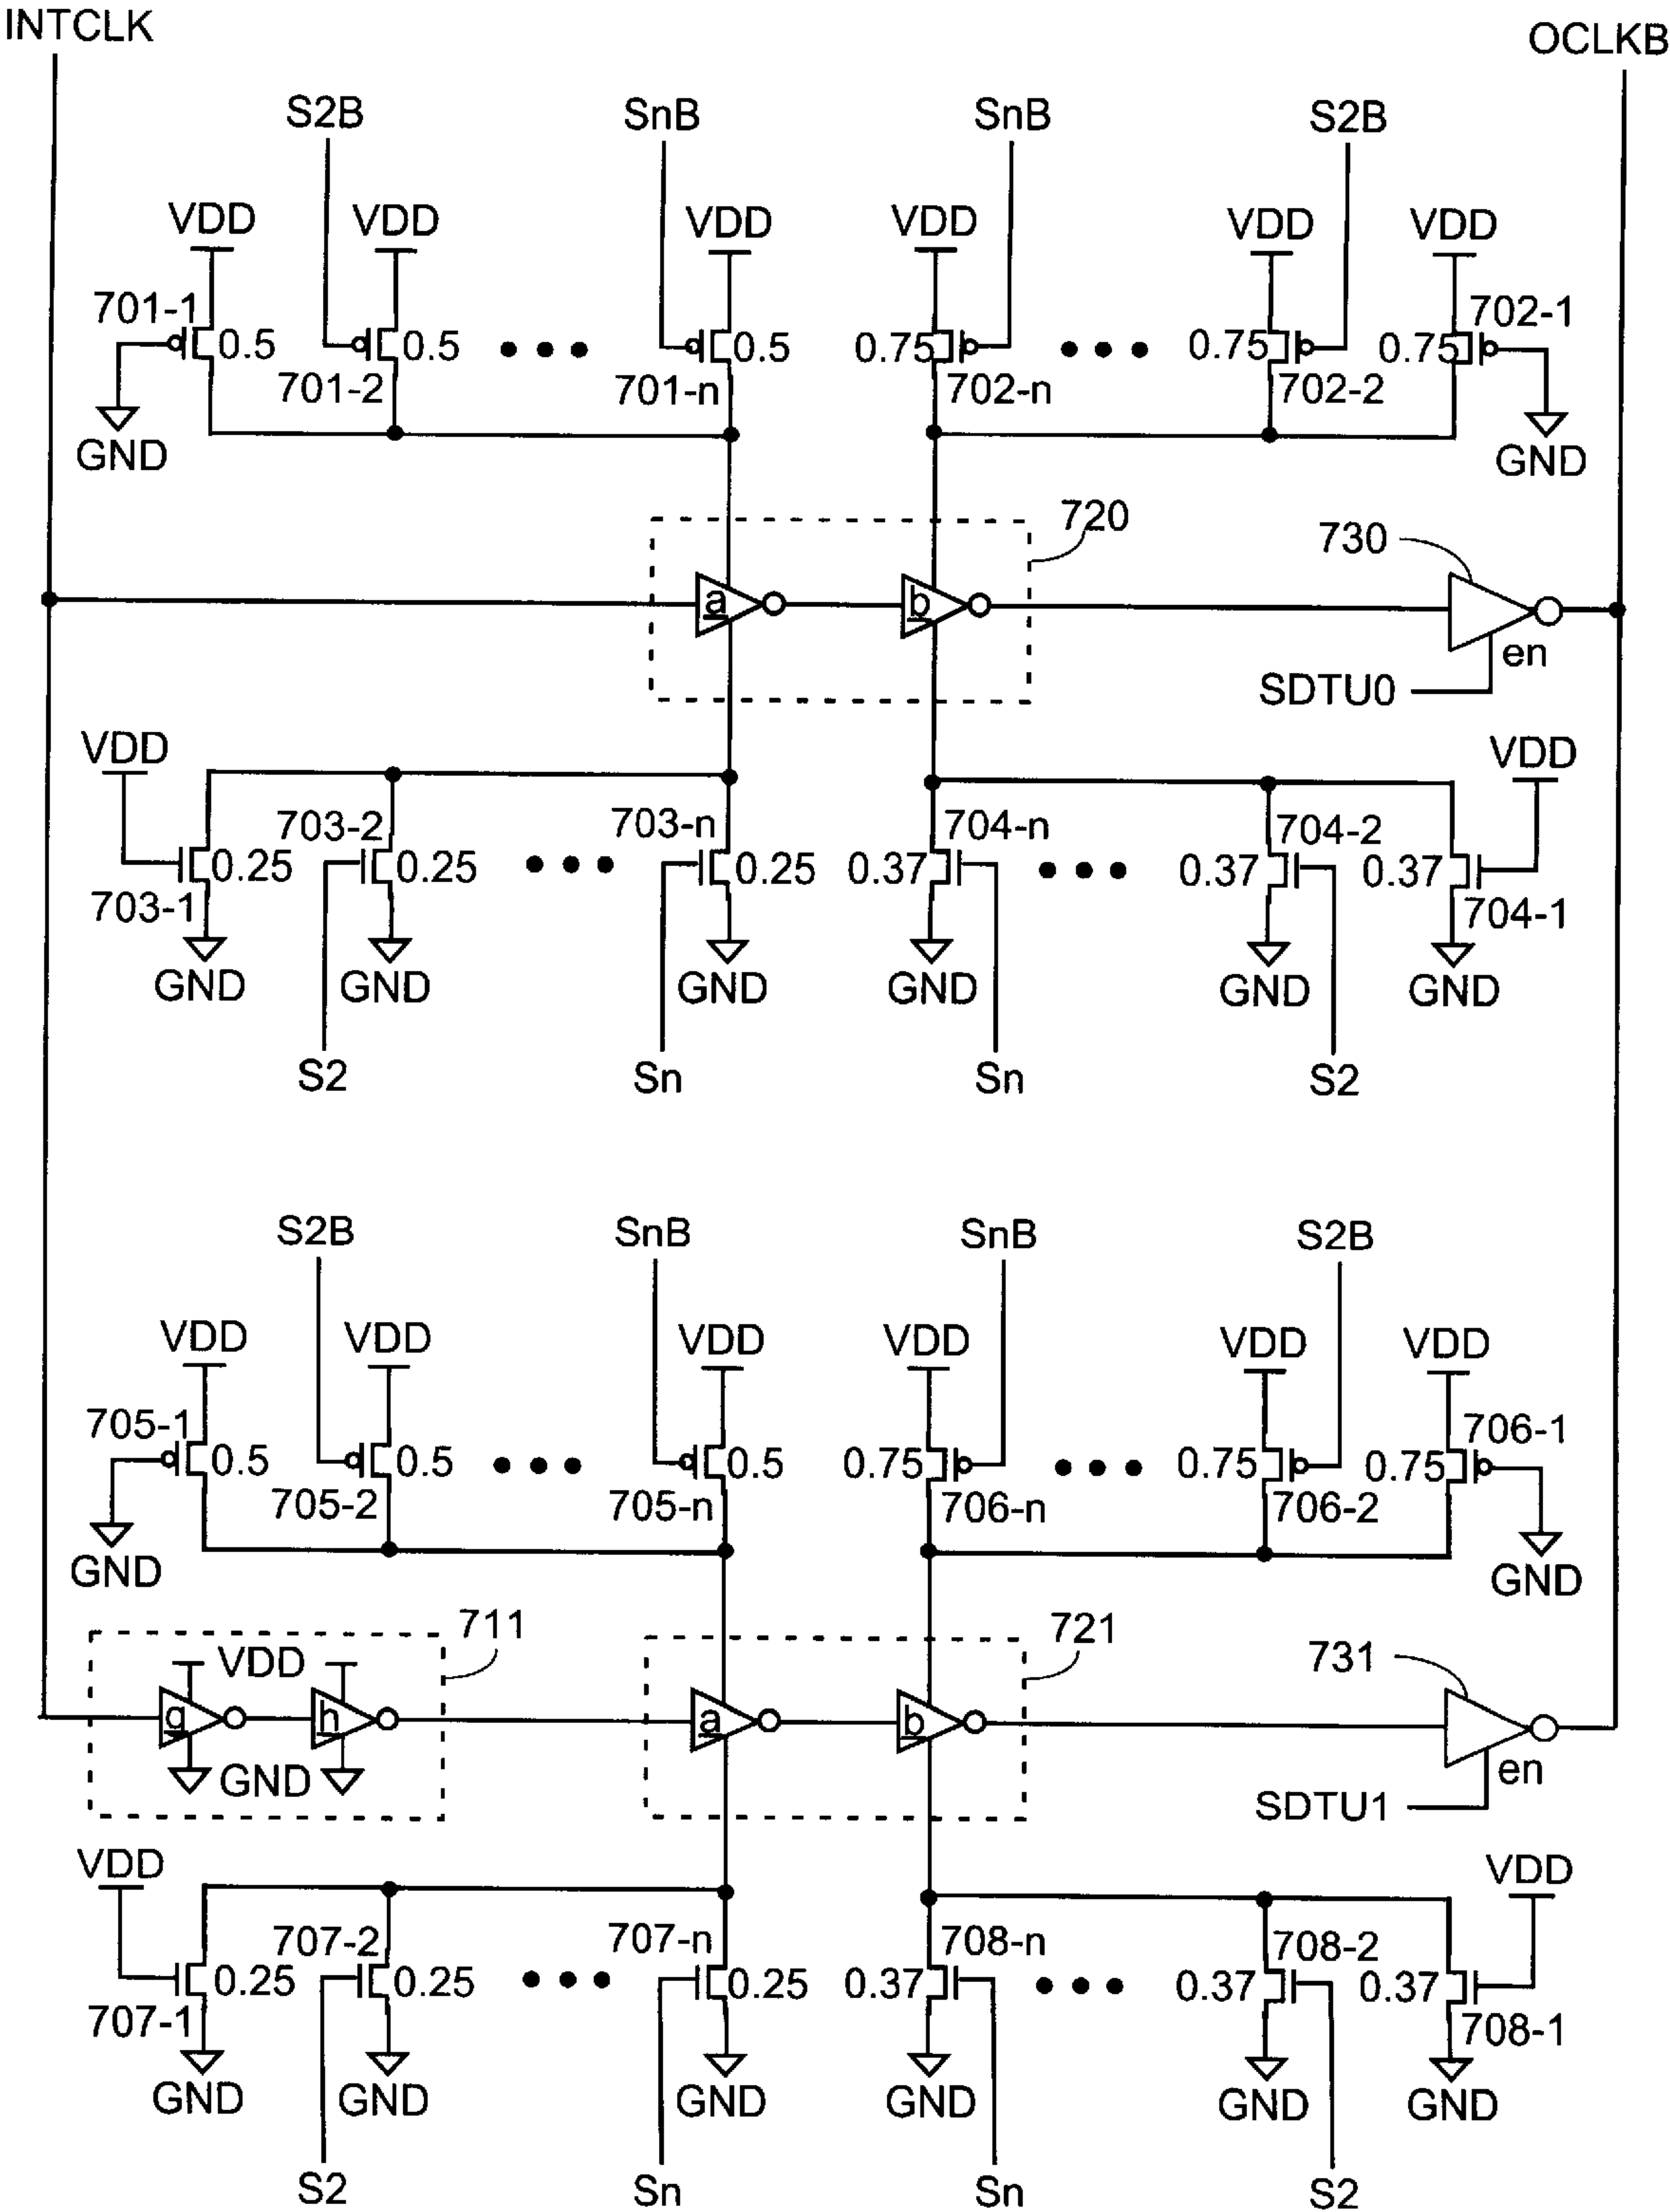 INTCLK
OCLKB
S2B
SnB
SnB
S2B
VDD
VDD
VDD
VDD
VDD
VDD
701-1
0.5
0.5
0.5
0.75
0.75
0.75
702-1
701-2
701-n
702-n
702-2
GND
GND
720
730
a
b
en
SDTU0
VDD
VDD
703-2
703-n
704-n
704-2
0.25
0.25
0.25
0.37
0.37
0.37
703-1
704-1
GND
GND
GND
GND
GND
GND
S2
Sn
Sn
S2
S2B
SnB
SnB
S2B
VDD
VDD
VDD
VDD
VDD
VDD
705-1
706-1
0.5
0.5
0.5
0.75
0.75
0.75
705-2
705-n
706-n
706-2
GND
GND
711
721
731
VDD
g
h
a
b
GND
en
SDTU1
VDD
VDD
707-2
707-n
708-n
708-2
0.25
0.25
0.25
0.37
0.37
0.37
707-1
708-1
GND
GND
GND
GND
GND
GND
S2
Sn
Sn
S2